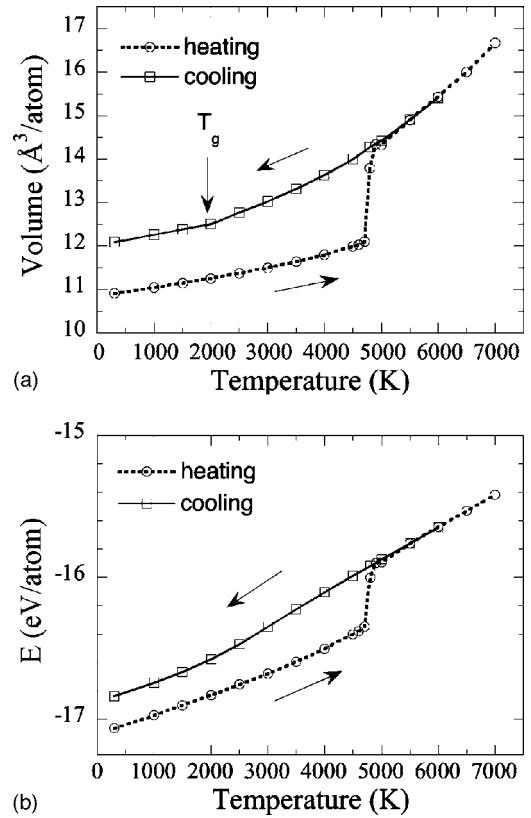 17
16
15
14
13
12
11
10
Volume (Å³/atom)
heating
cooling
T_g
0 1000 2000 3000 4000 5000 6000 7000
(a) Temperature (K)
-15
-16
-17
E (eV/atom)
heating
cooling
0 1000 2000 3000 4000 5000 6000 7000
(b) Temperature (K)